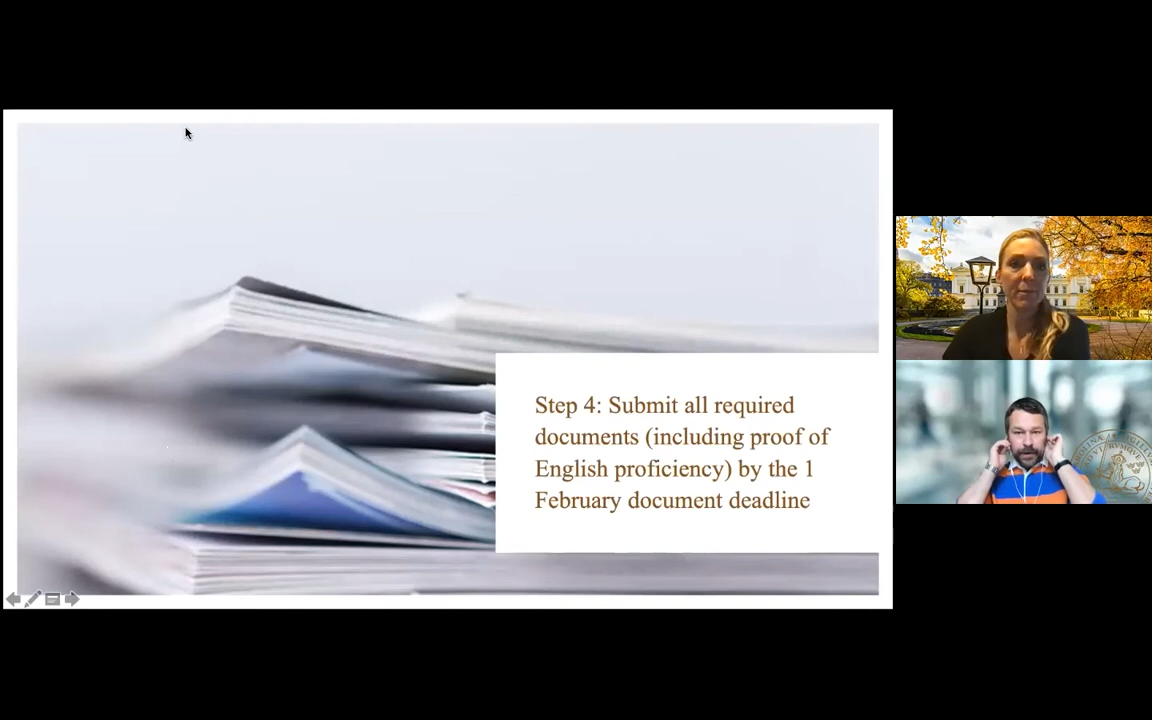 Step 4: Submit all required
documents (including proof of
English proficiency) by the 1
February document deadline